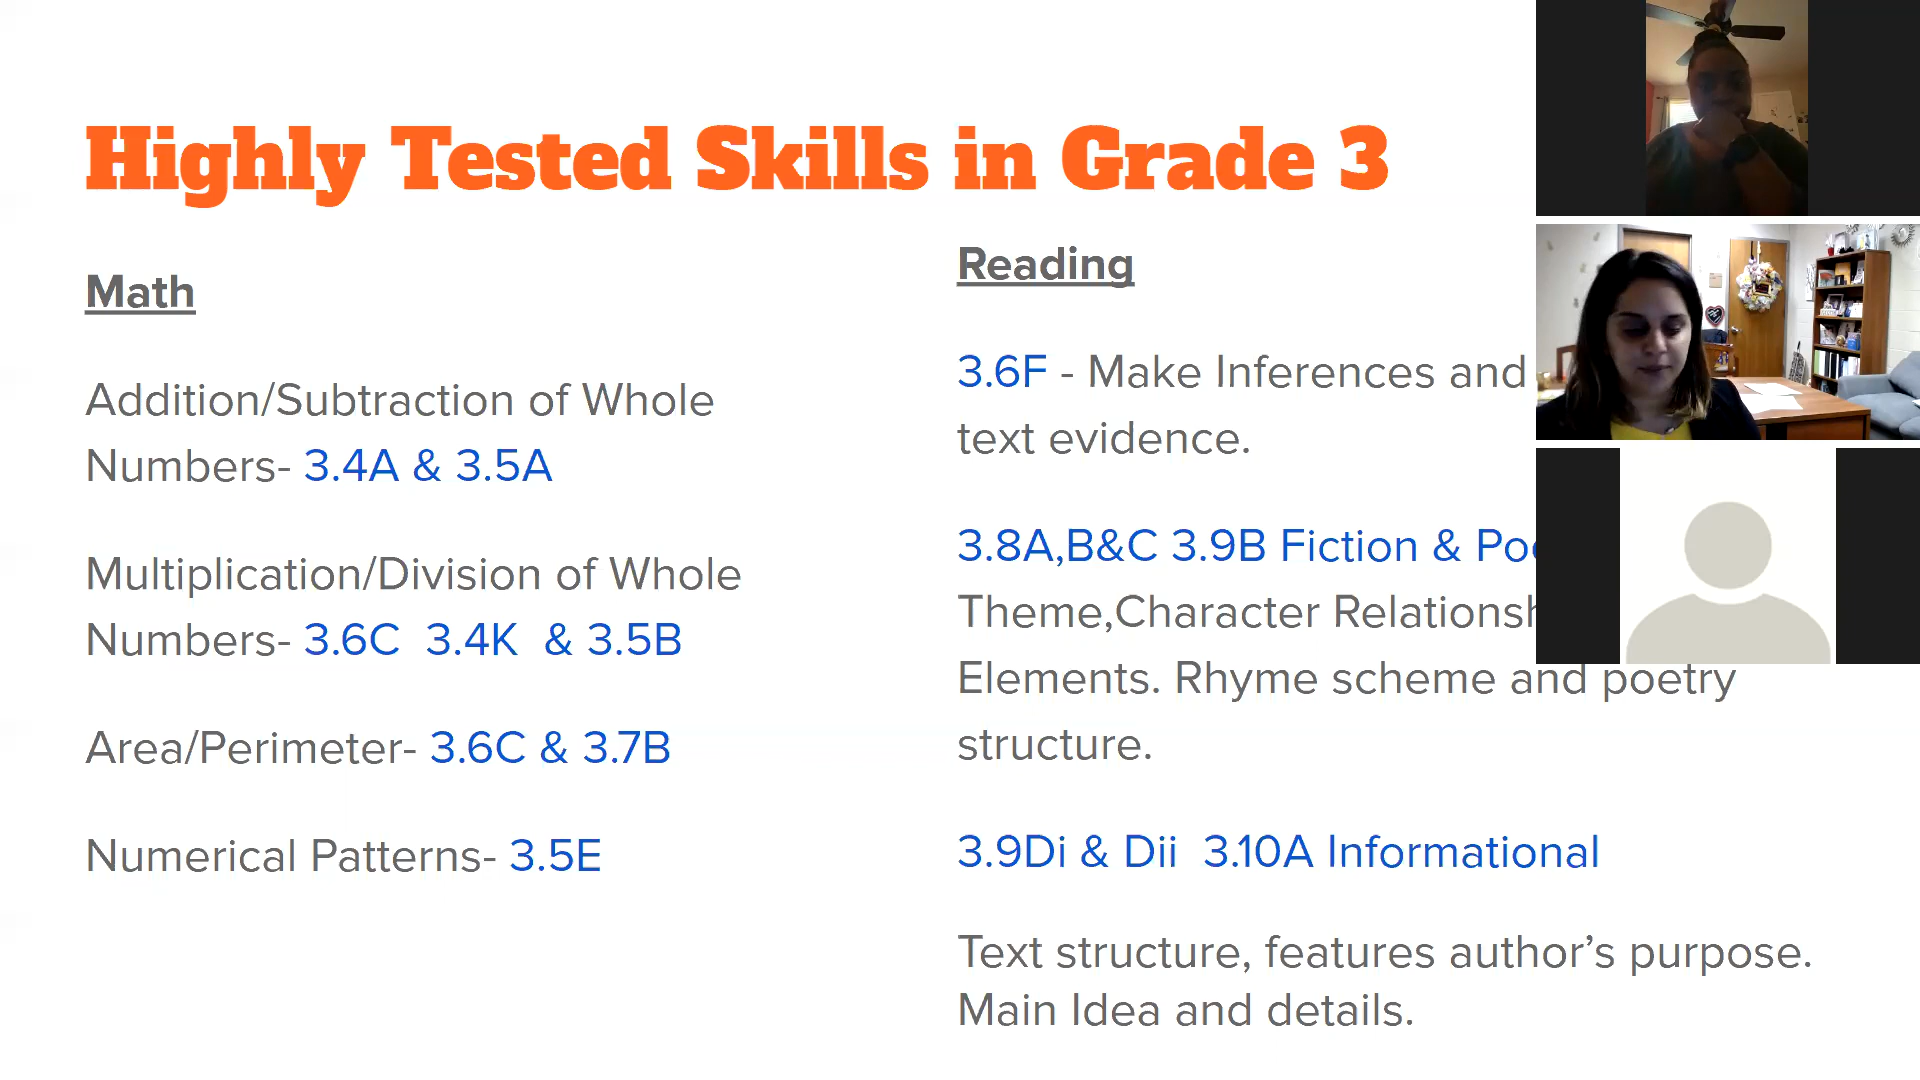 Highly Tested Skills in Grade 3
Math
Addition/Subtraction of Whole
Numbers- 3.4A & 3.5A
Multiplication/Division of Whole
Numbers- 3.6C 3.4K & 3.5B
Area/Perimeter- 3.6C & 3.7B
Numerical Patterns- 3.5E
Reading
3.6F - Make Inferences and
text evidence.
3.8A,B&C 3.9B Fiction &
Theme,Character
Elements. Rhyme scheme and poetry
structure.
3.9Di & Dii 3.10A Informational
Text structure, features author’s purpose.
Main Idea and details.